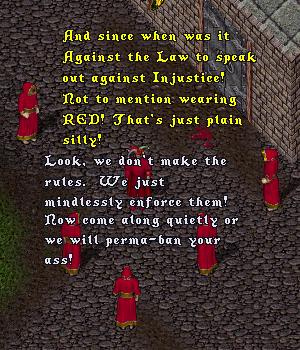 And since when was it
Against the Law to speak
out against Injustice!
Not to mention wearing
RED! That's just plain
silly!
Look, we don't make the
rules. We just
mindlessly enforce them!
Now come along quietly or
we will perma-ban your
ass!